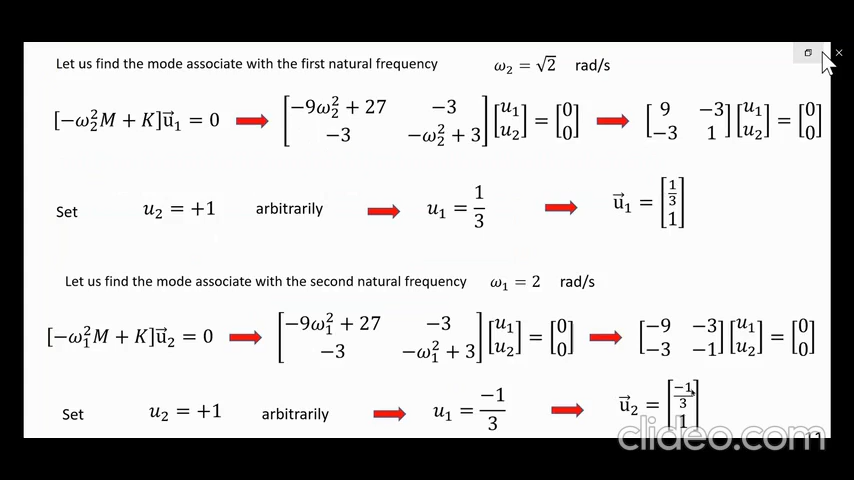 Let us find the mode associate with the first natural frequency ω₂ = √2 rad/s
[−ω₂²M + K]u⃗₁ = 0 [−9ω₂² + 27 −3 −3 −ω₂² + 3] [u₁ u₂] = [0 0] [9 −3 −3 1] [u₁ u₂] = [0 0]
Set u₂ = +1 arbitrarily u₁ = 1/3 u⃗₁ = [1/3 1]
Let us find the mode associate with the second natural frequency ω₁ = 2 rad/s
[−ω₁²M + K]u⃗₂ = 0 [−9ω₁² + 27 −3 −3 −ω₁² + 3] [u₁ u₂] = [0 0] [−9 −3 −3 −1] [u₁ u₂] = [0 0]
Set u₂ = +1 arbitrarily u₁ = −1/3 u⃗₂ = [−1/3 1]
clideo.com